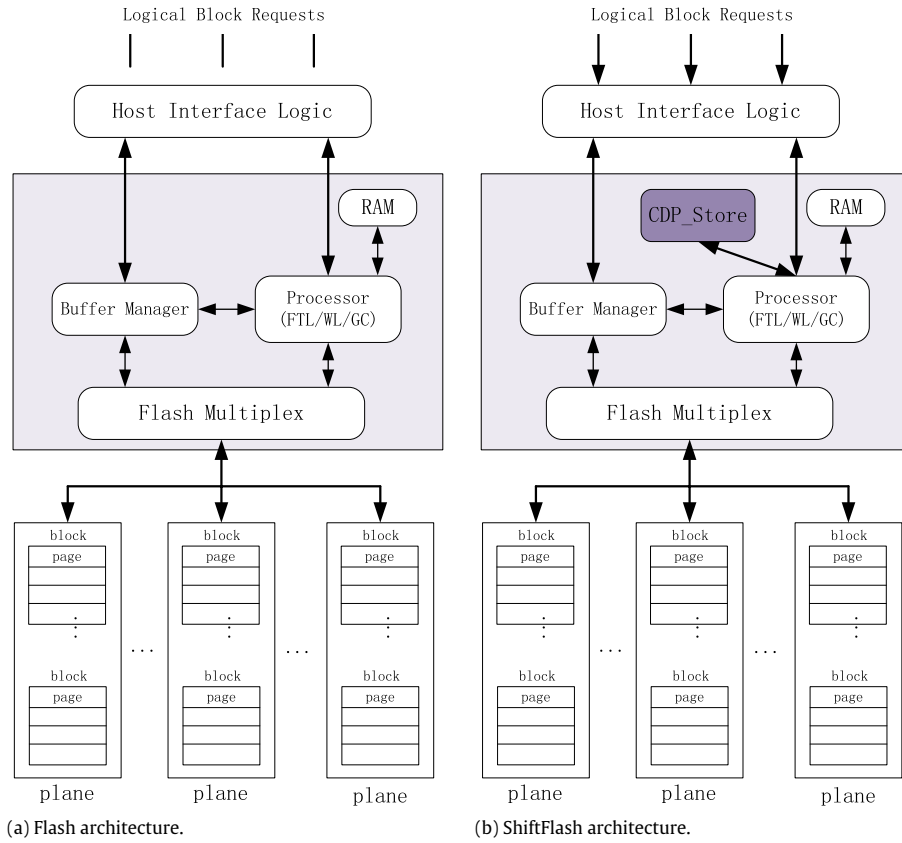 Logical Block Requests
Host Interface Logic
RAM
Buffer Manager
Processor
(FTL/WL/GC)
Flash Multiplex
block
page
block
page
block
page
... ...
block
page
block
page
block
page
plane
plane
plane
(a) Flash architecture.
Logical Block Requests
Host Interface Logic
CDP_Store
RAM
Buffer Manager
Processor
(FTL/WL/GC)
Flash Multiplex
block
page
block
page
block
page
... ...
block
page
block
page
block
page
plane
plane
plane
(b) ShiftFlash architecture.